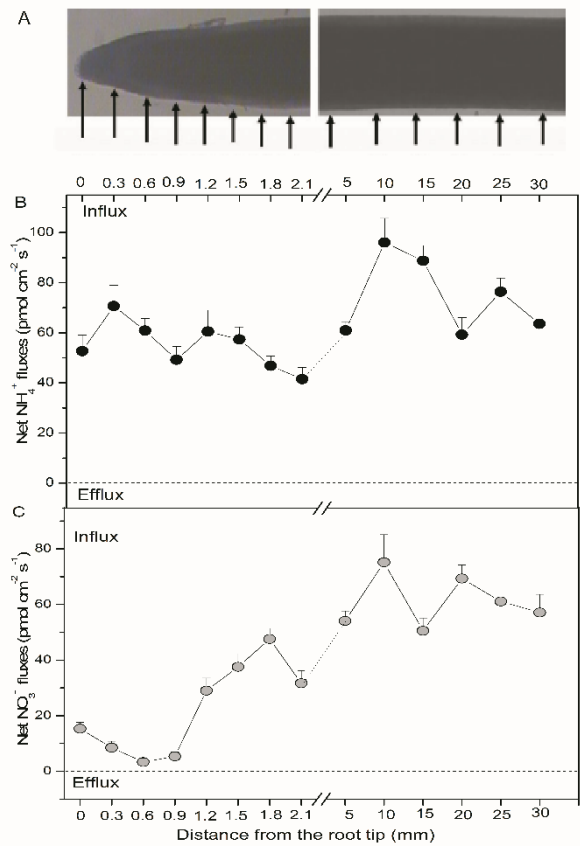 A
0 0.3 0.6 0.9 1.2 1.5 1.8 2.1 5 10 15 20 25 30
B
Influx
100
80
60
40
20
0
Net NH₄⁺ fluxes (pmol cm⁻² s⁻¹)
Efflux
C
Influx
80
60
40
20
0
Net NO₃⁻ fluxes (pmol cm⁻² s⁻¹)
Efflux
0 0.3 0.6 0.9 1.2 1.5 1.8 2.1 5 10 15 20 25 30
Distance from the root tip (mm)